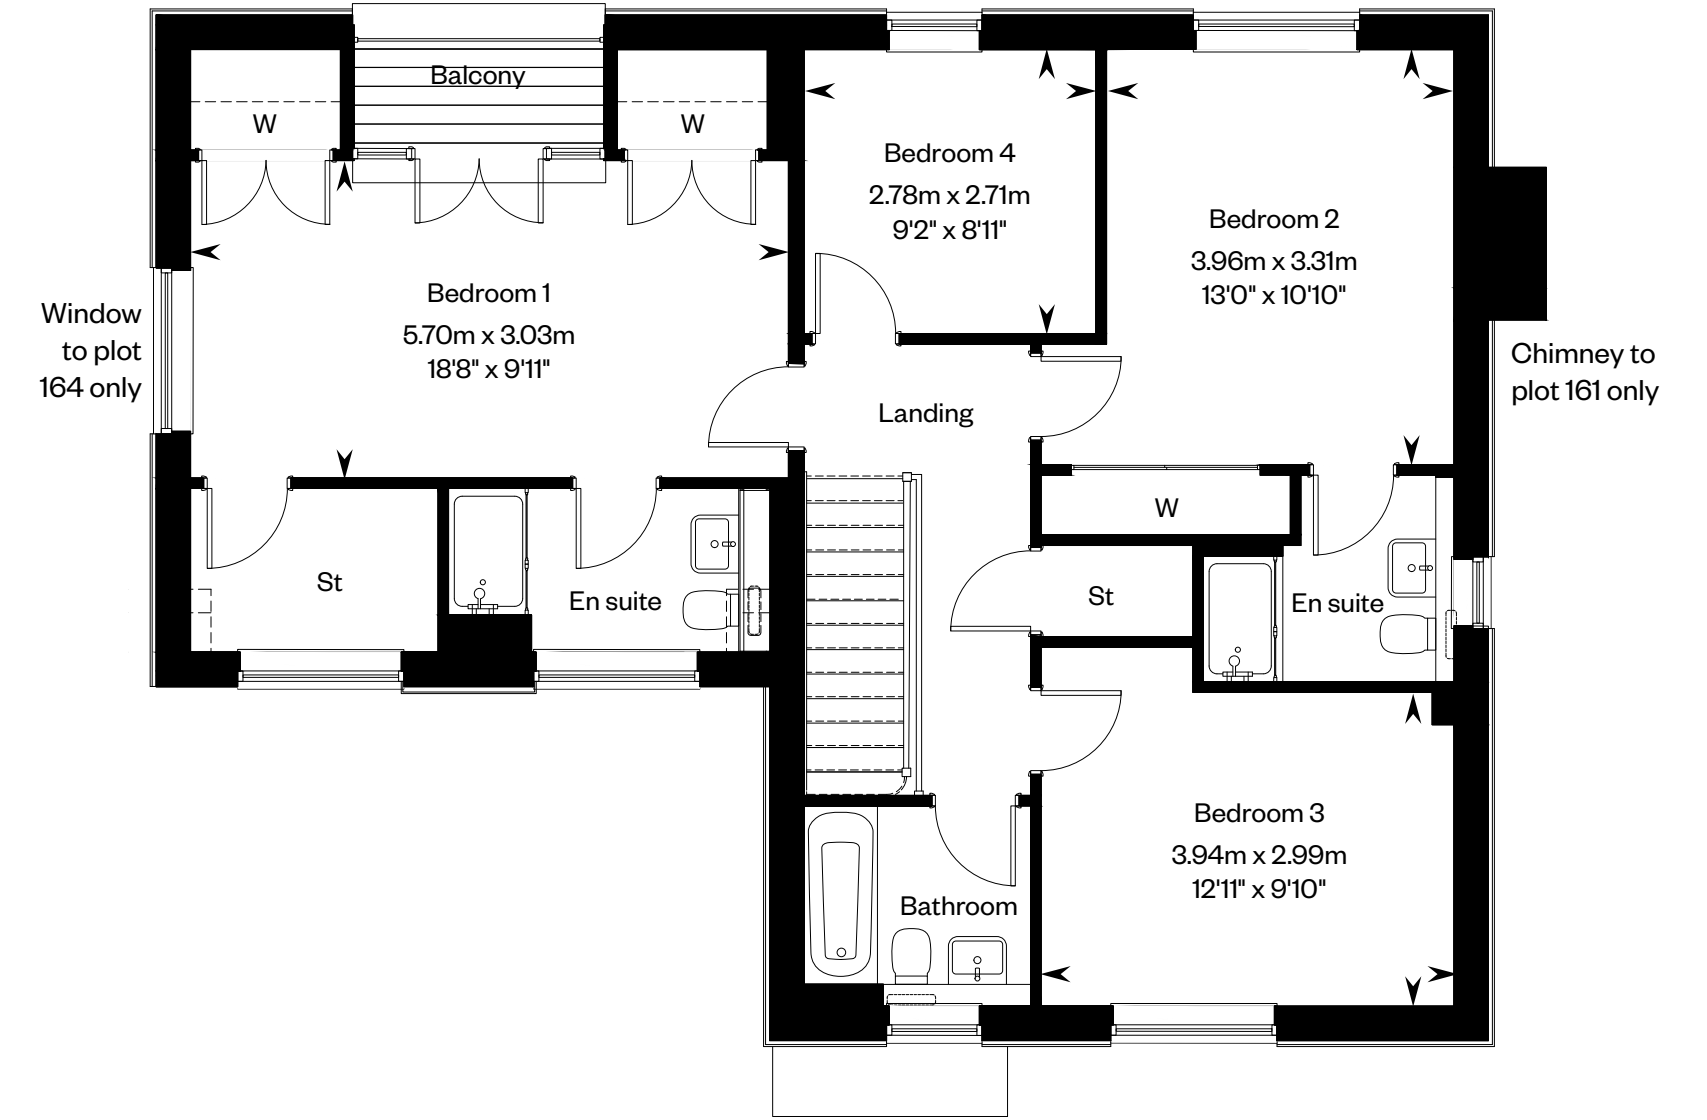 Balcony
W
W
Bedroom 4
2.78m x 2.71m
9'2" x 8'11"
Bedroom 2
3.96m x 3.31m
13'0" x 10'10"
Bedroom 1
5.70m x 3.03m
18'8" x 9'11"
Window
to plot
164 only
Chimney to
plot 161 only
Landing
W
St
En suite
St
En suite
Bedroom 3
3.94m x 2.99m
12'11" x 9'10"
Bathroom